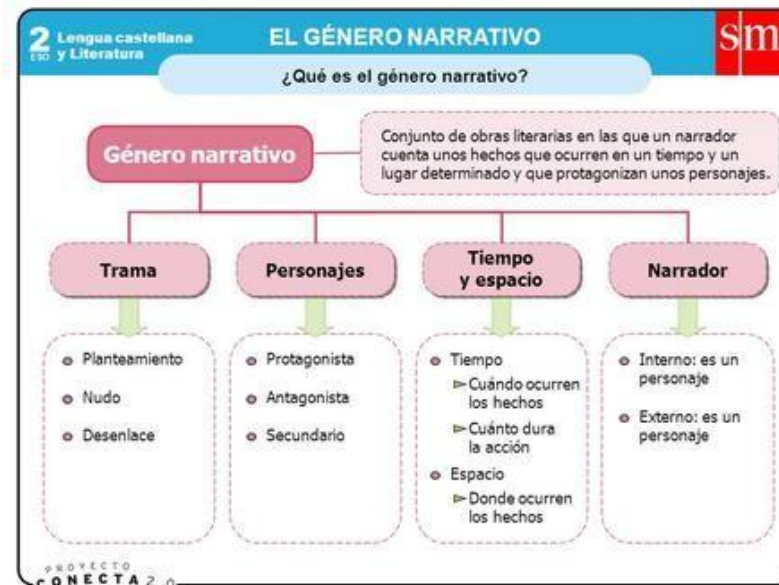 2 Lengua castellana
ESO y Literatura
EL GÉNERO NARRATIVO
sm
¿Qué es el género narrativo?
Género narrativo
Conjunto de obras literarias en las que un narrador
cuenta unos hechos que ocurren en un tiempo y un
lugar determinado y que protagonizan unos personajes.
Trama
Planteamiento
Nudo
Desenlace
Personajes
Protagonista
Antagonista
Secundario
Tiempo
y espacio
Tiempo
Cuándo ocurren
los hechos
Cuánto dura
la acción
Espacio
Donde ocurren
los hechos
Narrador
Interno: es un
personaje
Externo: es un
personaje
PROYECTO
CONECTA 2.0